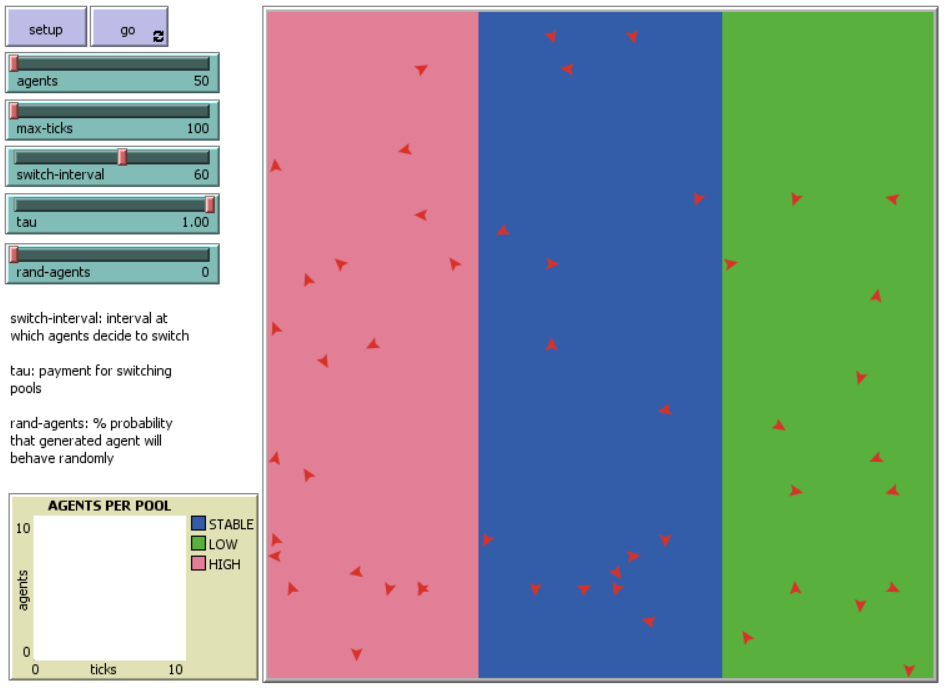 setup
go
agents 50
max-ticks 100
switch-interval 60
tau 1.00
rand-agents 0
switch-interval: interval at
which agents decide to switch
tau: payment for switching
pools
rand-agents: % probability
that generated agent will
behave randomly
AGENTS PER POOL
10
agents
0
0
ticks
10
STABLE
LOW
HIGH